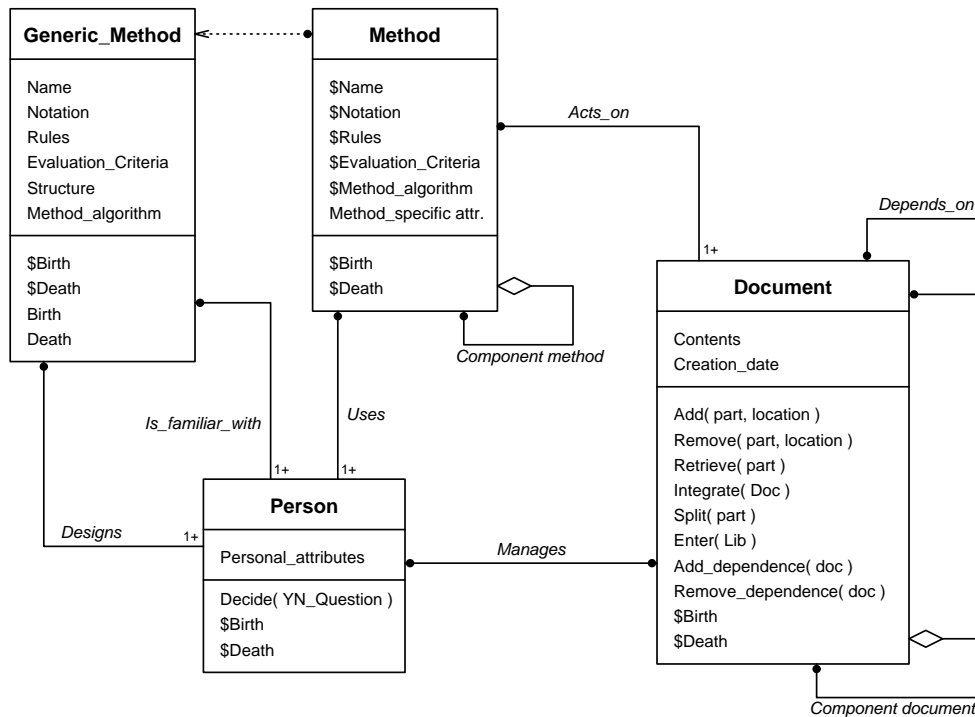 Generic_Method
Name
Notation
Rules
Evaluation_Criteria
Structure
Method_algorithm
$Birth
$Death
Birth
Death
Method
$Name
$Notation
$Rules
$Evaluation_Criteria
$Method_algorithm
Method_specific attr.
$Birth
$Death
Component method
Acts_on
1+
Depends_on
Document
Contents
Creation_date
Add( part, location )
Remove( part, location )
Retrieve( part )
Integrate( Doc )
Split( part )
Enter( Lib )
Add_dependence( doc )
Remove_dependence( doc )
$Birth
$Death
Component document
Is_familiar_with
1+
Uses
1+
Designs
1+
Person
Personal_attributes
Decide( YN_Question )
$Birth
$Death
Manages